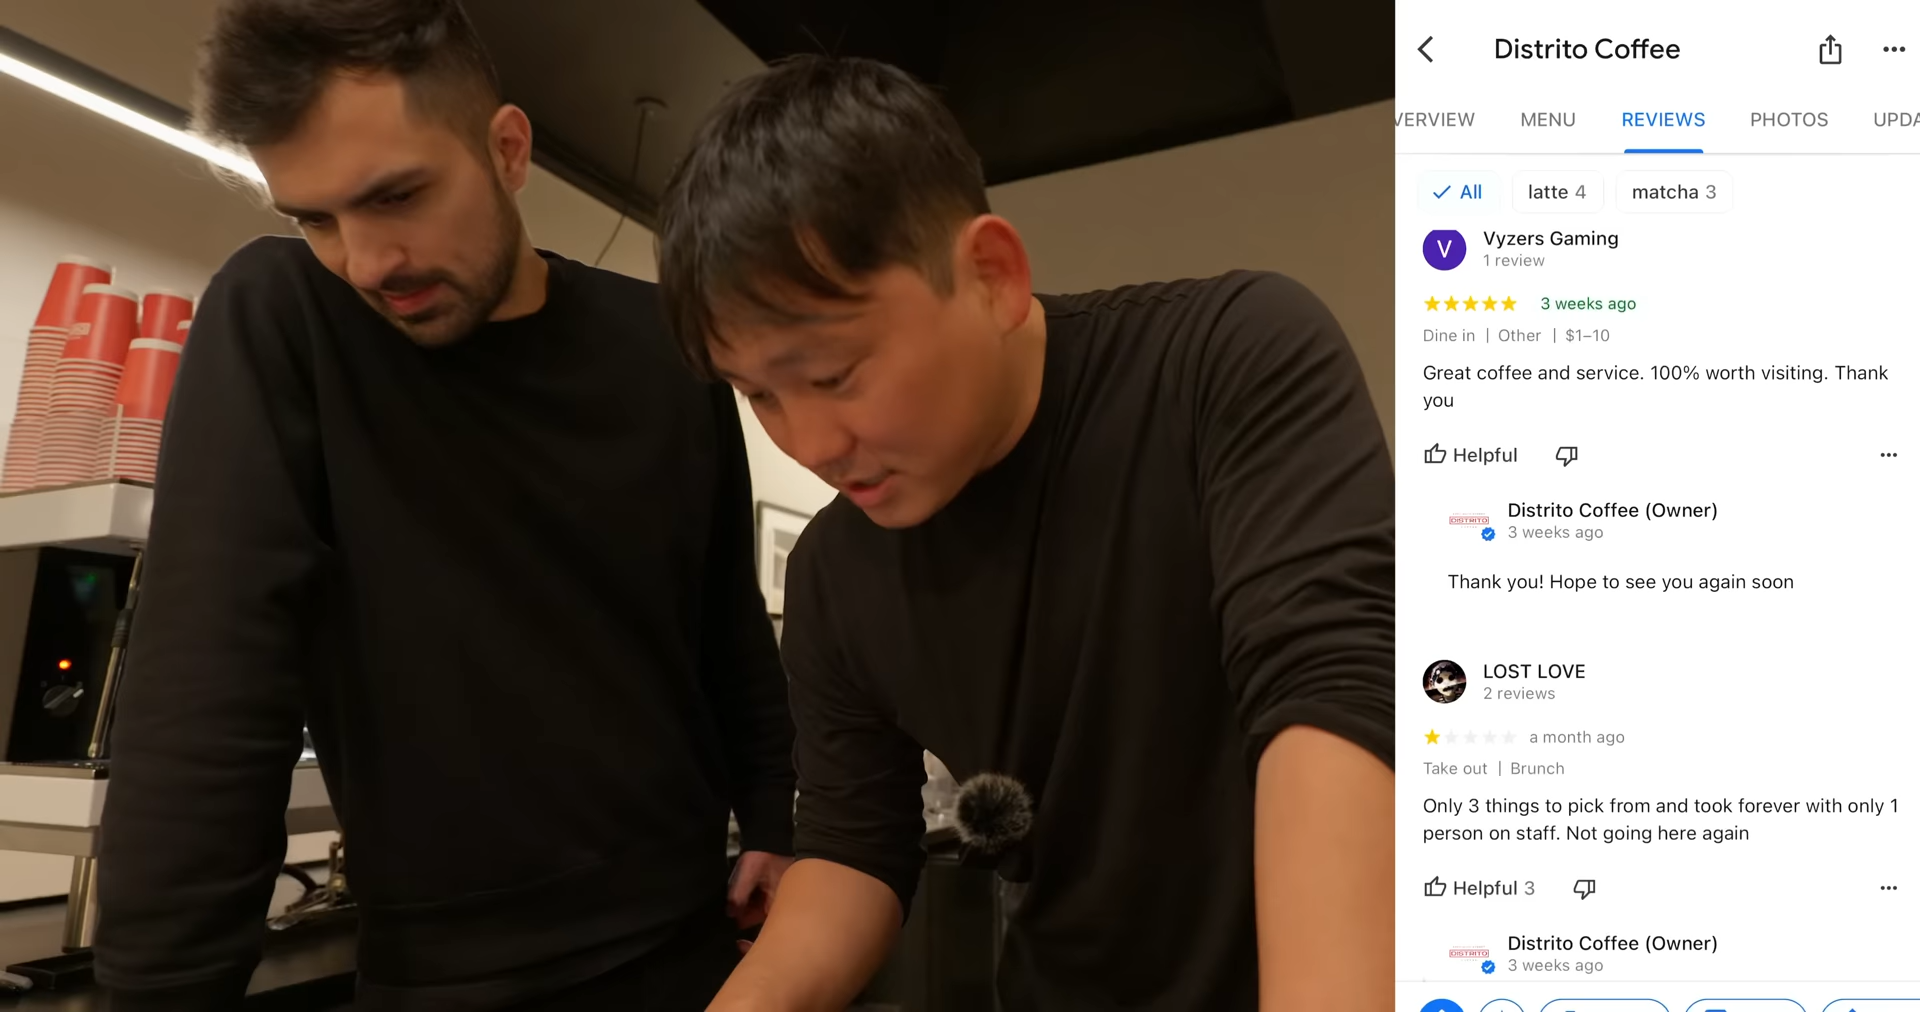 Distrito Coffee
VERVIEW MENU REVIEWS PHOTOS UPDA
All latte 4 matcha 3
V
Vyzers Gaming
1 review
3 weeks ago
Dine in | Other | $1–10
Great coffee and service. 100% worth visiting. Thank
you
Helpful
DISTRITO
Distrito Coffee (Owner)
3 weeks ago
Thank you! Hope to see you again soon
LOST LOVE
2 reviews
a month ago
Take out | Brunch
Only 3 things to pick from and took forever with only 1
person on staff. Not going here again
Helpful 3
DISTRITO
Distrito Coffee (Owner)
3 weeks ago